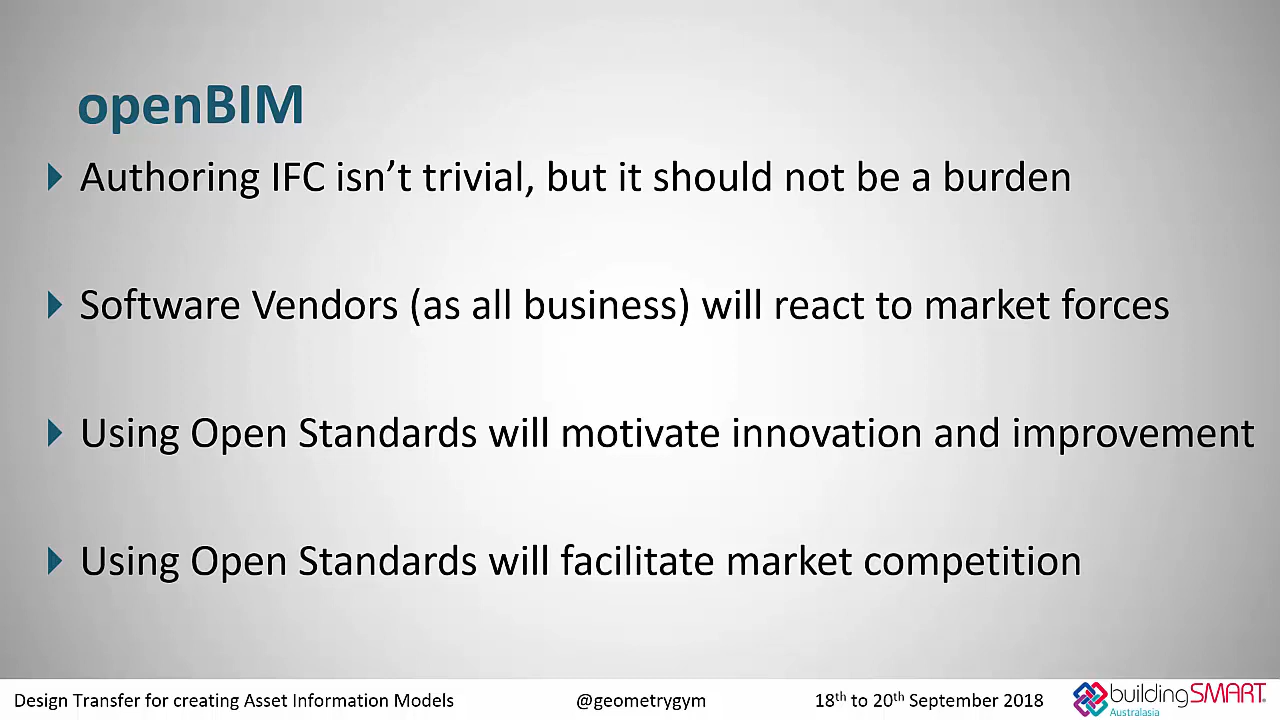 openBIM
Authoring IFC isn’t trivial, but it should not be a burden
Software Vendors (as all business) will react to market forces
Using Open Standards will motivate innovation and improvement
Using Open Standards will facilitate market competition
Design Transfer for creating Asset Information Models
@geometrygym
18th to 20th September 2018
buildingSMART
Australasia